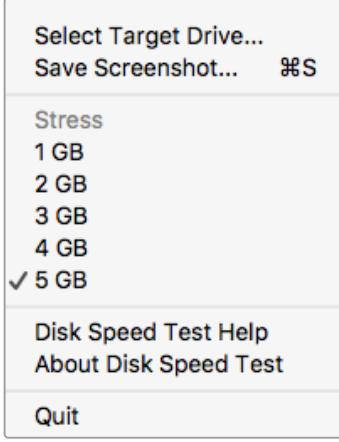 Select Target Drive...
Save Screenshot... ⌘S
Stress
1 GB
2 GB
3 GB
4 GB
✓ 5 GB
Disk Speed Test Help
About Disk Speed Test
Quit